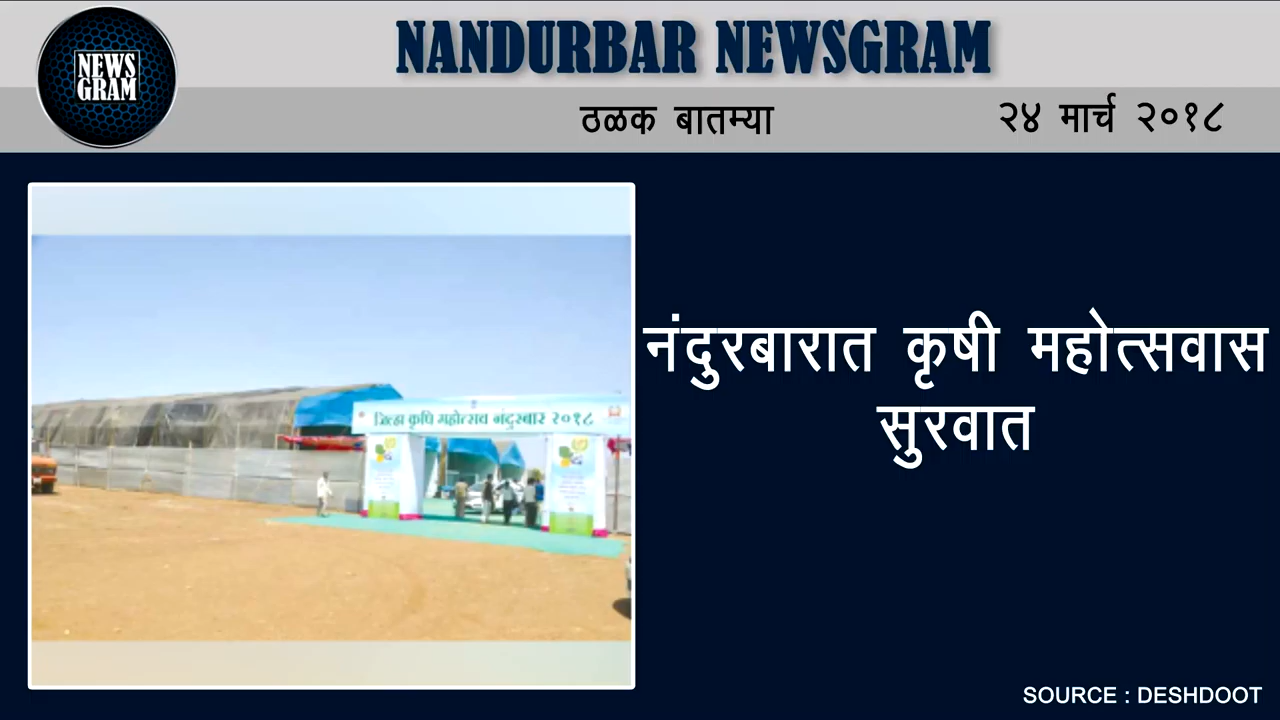 NEWS
GRAM
NANDURBAR NEWSGRAM
ठळक बातम्या
२४ मार्च २०१८
जिल्हा कृषि महोत्सव नंदुरबार २०१८
नंदुरबारात कृषी महोत्सवास
सुरवात
SOURCE : DESHDOOT